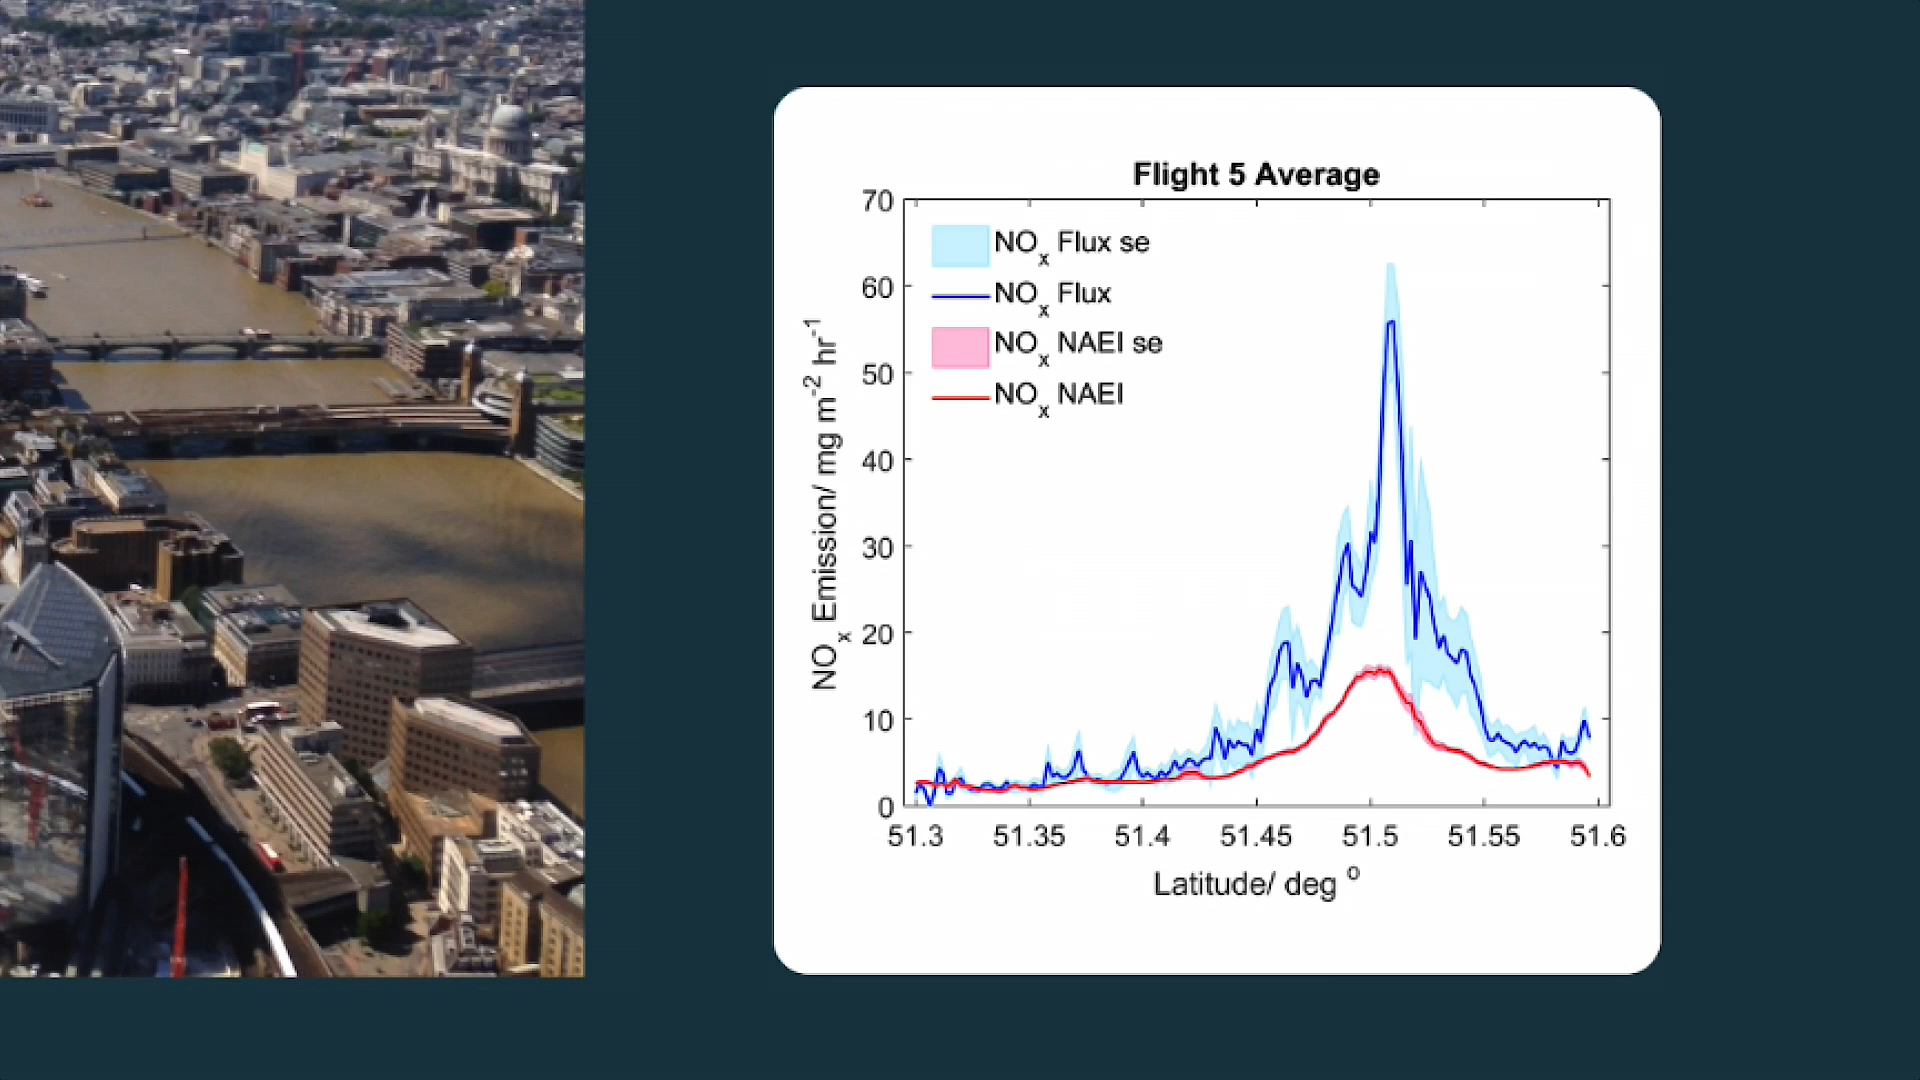 Flight 5 Average
70
60
50
40
30
20
10
0
NOx Flux se
NOx Flux
NOx NAEI se
NOx NAEI
NOx Emission/ mg m-2 hr-1
51.3 51.35 51.4 51.45 51.5 51.55 51.6
Latitude/ deg o